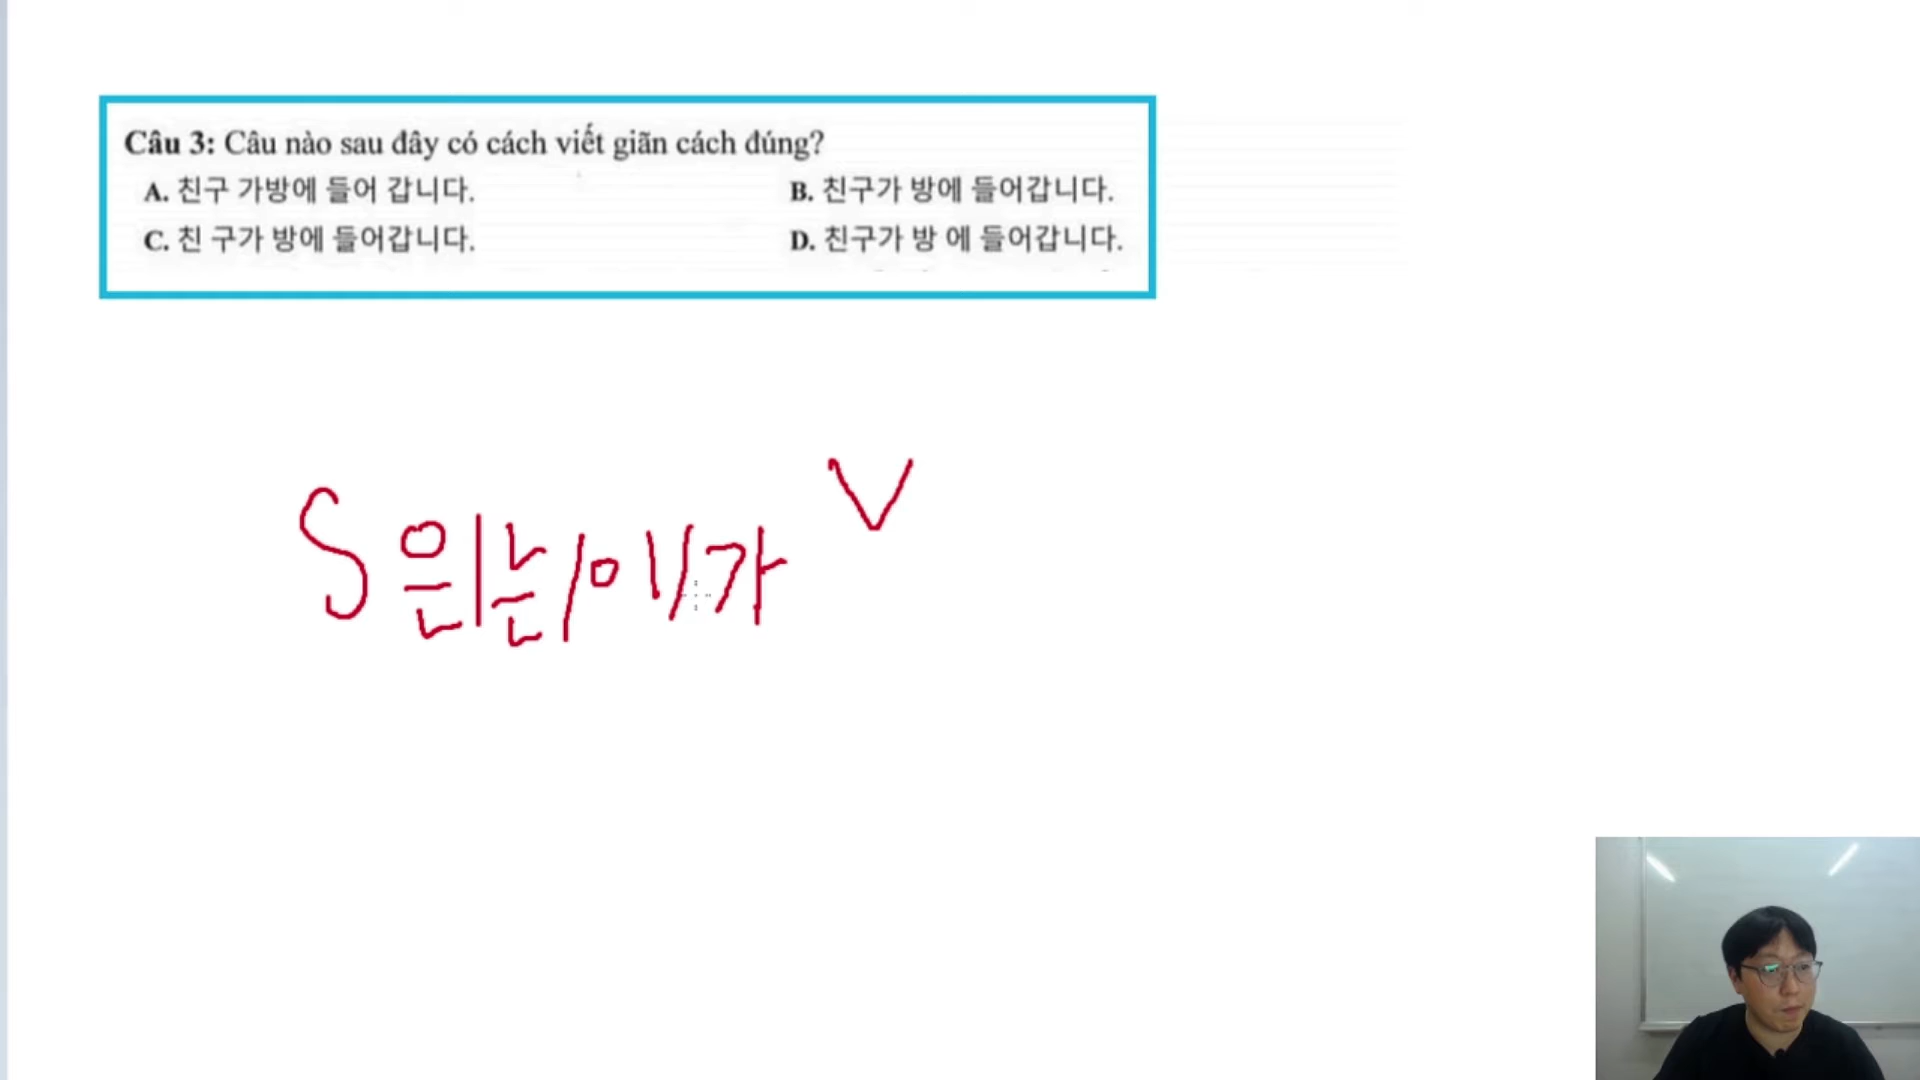 Câu 3: Câu nào sau đây có cách viết giãn cách đúng?
A. 친구 가방에 들어 갑니다. B. 친구가 방에 들어갑니다.
C. 친 구가 방에 들어갑니다. D. 친구가 방 에 들어갑니다.
S 은/는/이/가 V